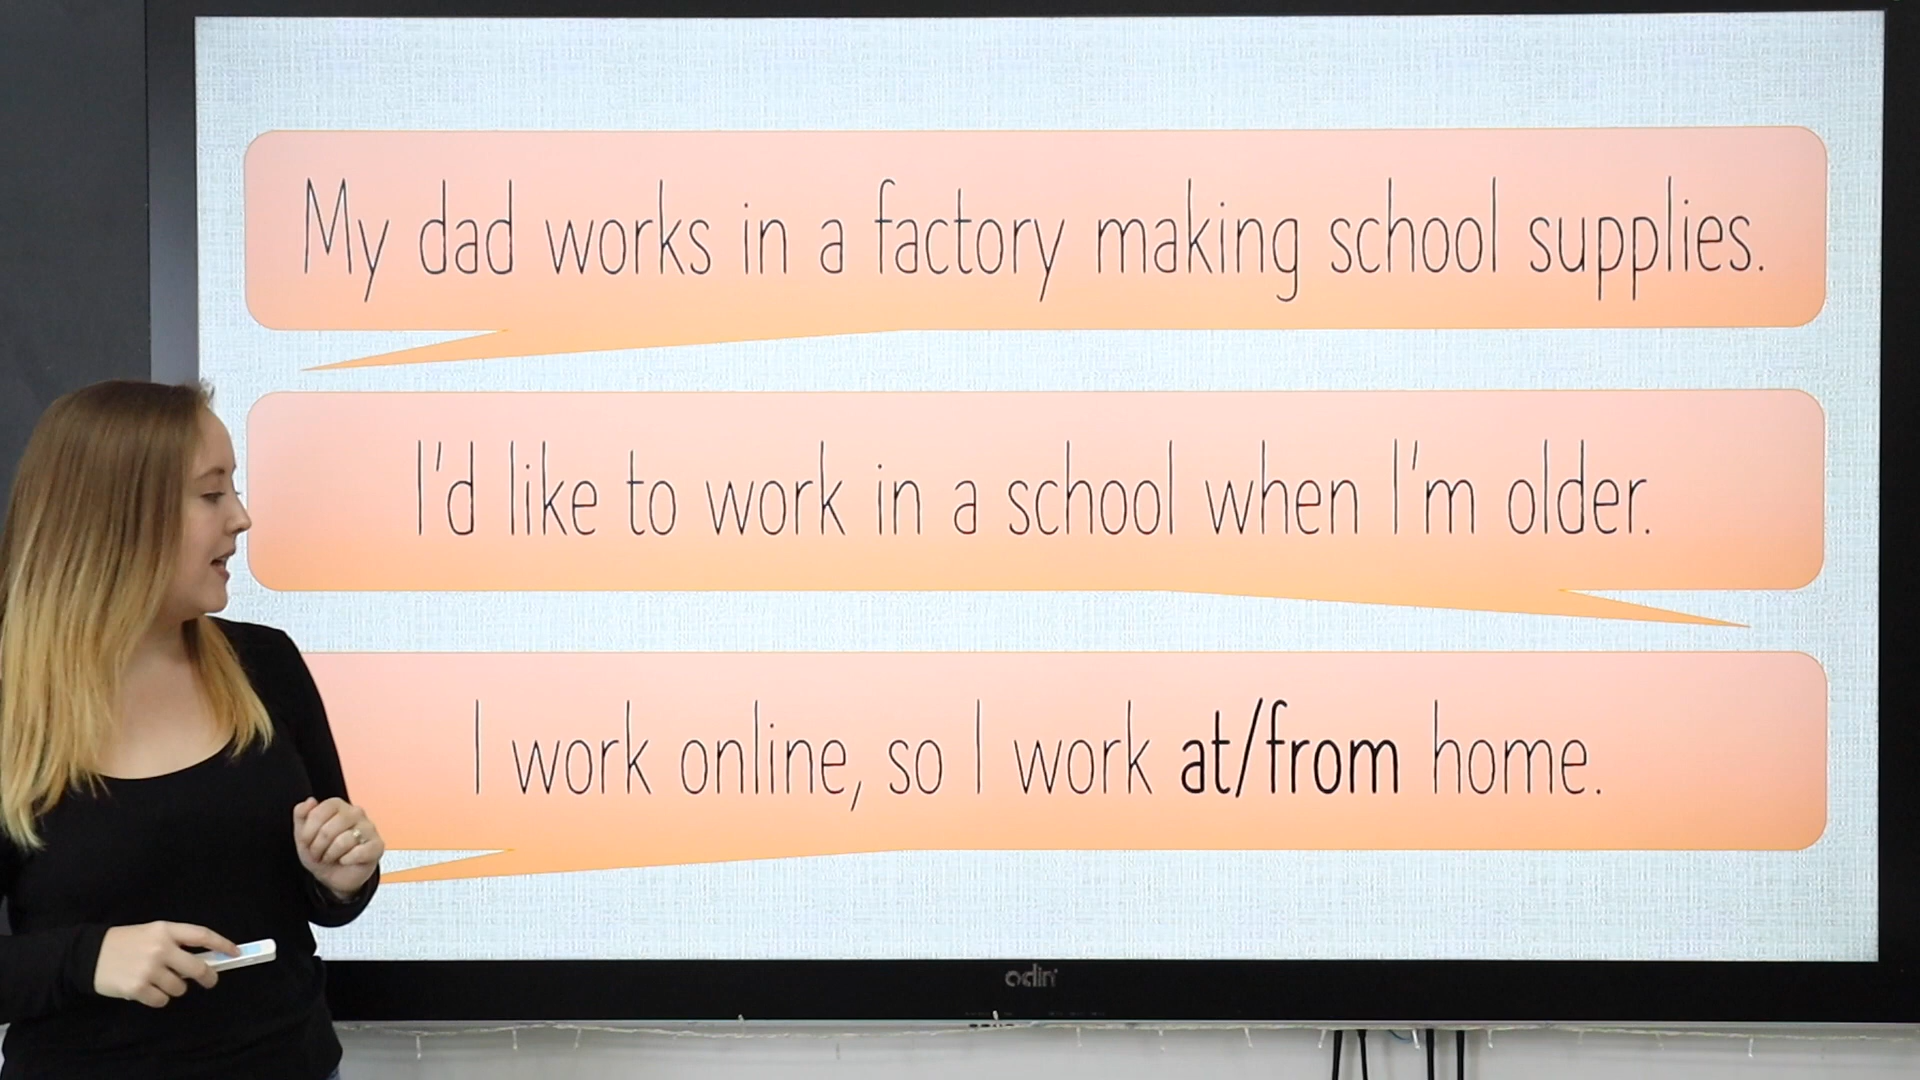 My dad works in a factory making school supplies.
I'd like to work in a school when I'm older.
I work online, so I work at/from home.
odin